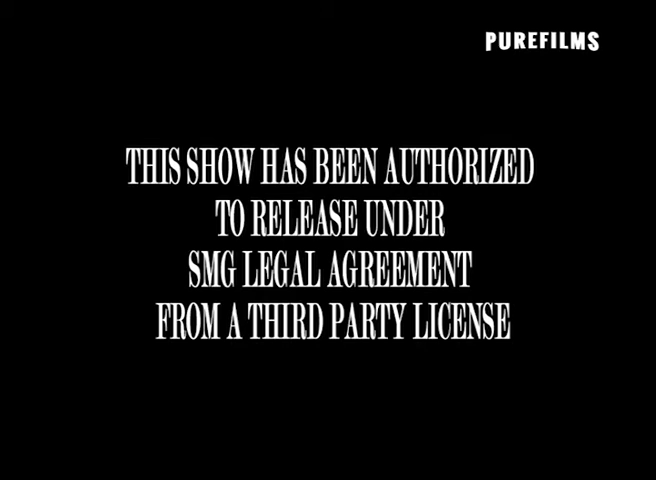 PUREFILMS
THIS SHOW HAS BEEN AUTHORIZED
TO RELEASE UNDER
SMG LEGAL AGREEMENT
FROM A THIRD PARTY LICENSE